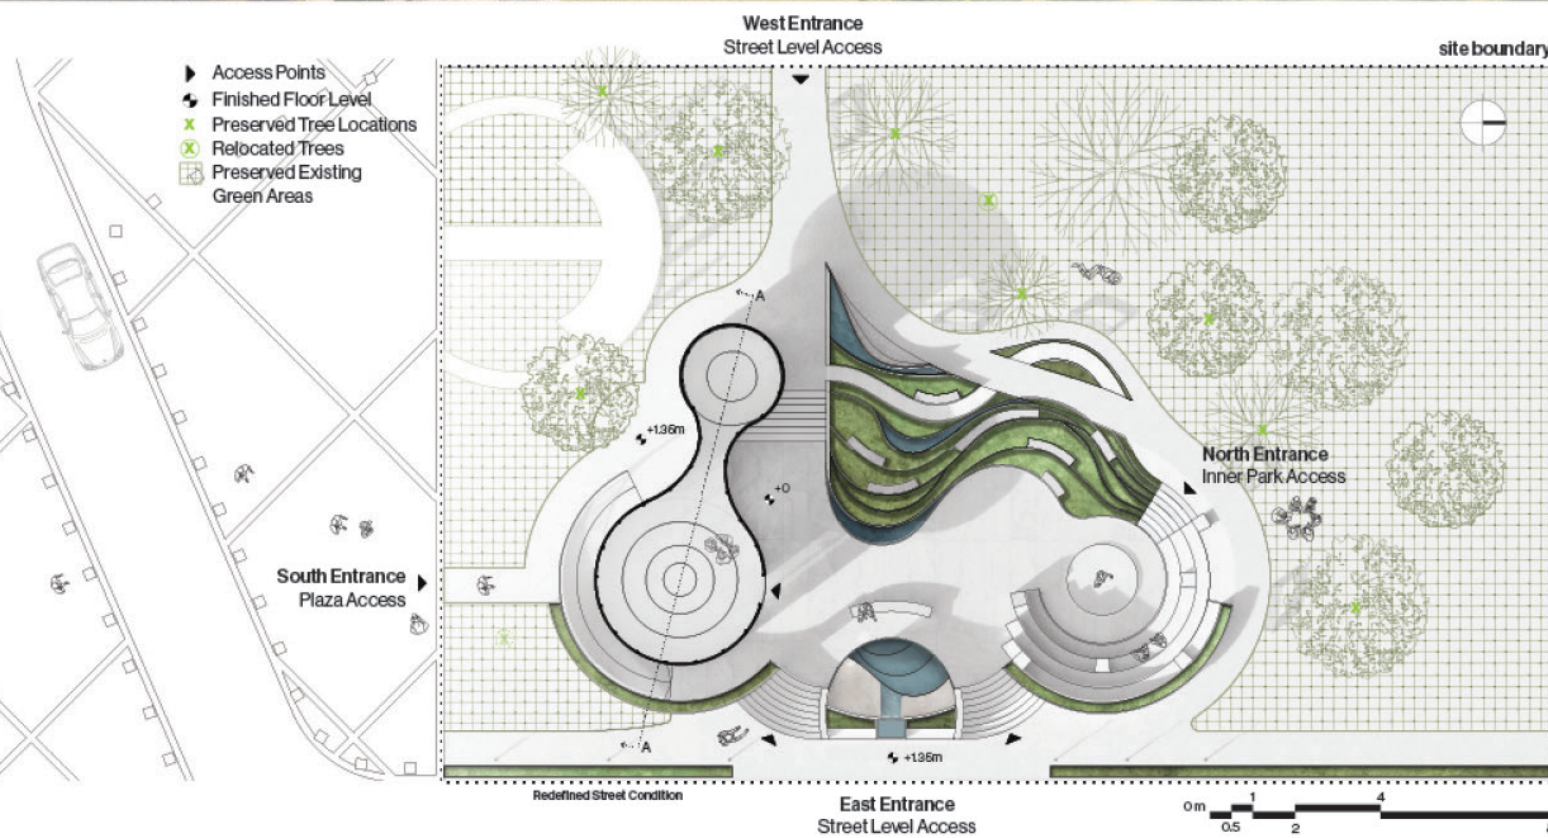 West Entrance
Street Level Access
site boundary
Access Points
Finished Floor Level
x Preserved Tree Locations
x Relocated Trees
Preserved Existing
Green Areas
A
+1.35m
+0
North Entrance
Inner Park Access
South Entrance
Plaza Access
A
+1.35m
Redefined Street Condition
East Entrance
Street Level Access
0m 1 4
0.5 2